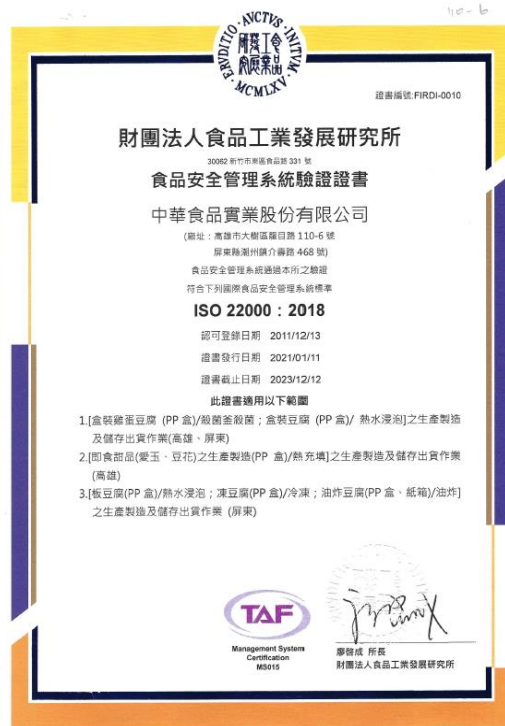 110-6
ERVDITIO · AVCTVS · INITVM · MCMLXV ·
證書編號:FIRDI-0010
財團法人食品工業發展研究所
30062 新竹市東區食品路 331 號
食品安全管理系統驗證證書
中華食品實業股份有限公司
(廠址：高雄市大樹區龍目路 110-6 號
屏東縣潮州鎮介壽路 468 號)
食品安全管理系統通過本所之驗證
符合下列國際食品安全管理系統標準
ISO 22000：2018
認可登錄日期 2011/12/13
證書發行日期 2021/01/11
證書截止日期 2023/12/12
此證書適用以下範圍
1.[盒裝雞蛋豆腐 (PP 盒)/殺菌釜殺菌；盒裝豆腐 (PP 盒)/ 熱水浸泡]之生產製造
及儲存出貨作業(高雄、屏東)
2.[即食甜品(愛玉、豆花)之生產製造(PP 盒)/熱充填]之生產製造及儲存出貨作業
(高雄)
3.[板豆腐(PP 盒)/熱水浸泡；凍豆腐(PP 盒)/冷凍；油炸豆腐(PP 盒、紙箱)/油炸]
之生產製造及儲存出貨作業 (屏東)
TAF
Management System
Certification
MS015
廖啓成 所長
財團法人食品工業發展研究所